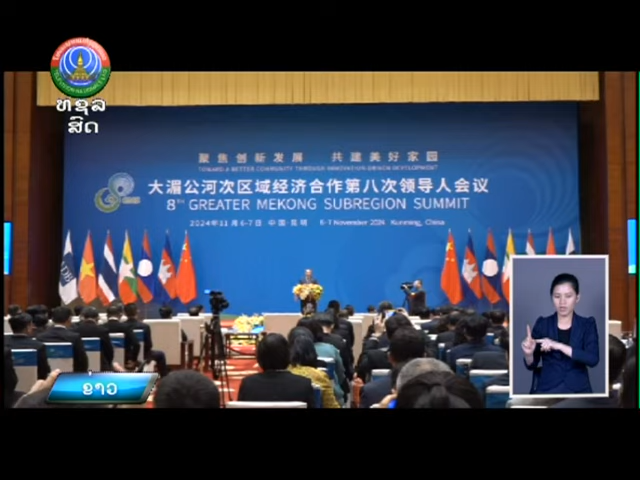 ທຊລ
ສົດ
聚焦创新发展 共建美好家园
TOWARD A BETTER COMMUNITY THROUGH INNOVATION-DRIVEN DEVELOPMENT
大湄公河次区域经济合作第八次领导人会议
8TH GREATER MEKONG SUBREGION SUMMIT
2024年11月6-7日 中国·昆明 6-7 November 2024 Kunming, China
ຂ່າວ